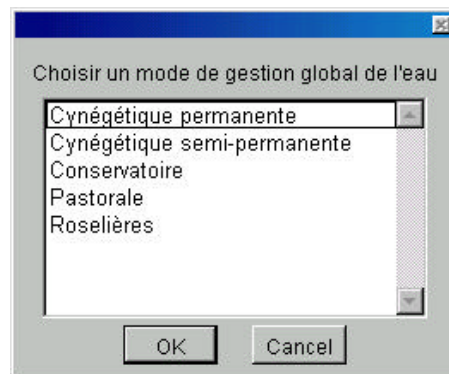 Choisir un mode de gestion global de l'eau
Cynégétique permanente
Cynégétique semi-permanente
Conservatoire
Pastorale
Roselières
OK
Cancel